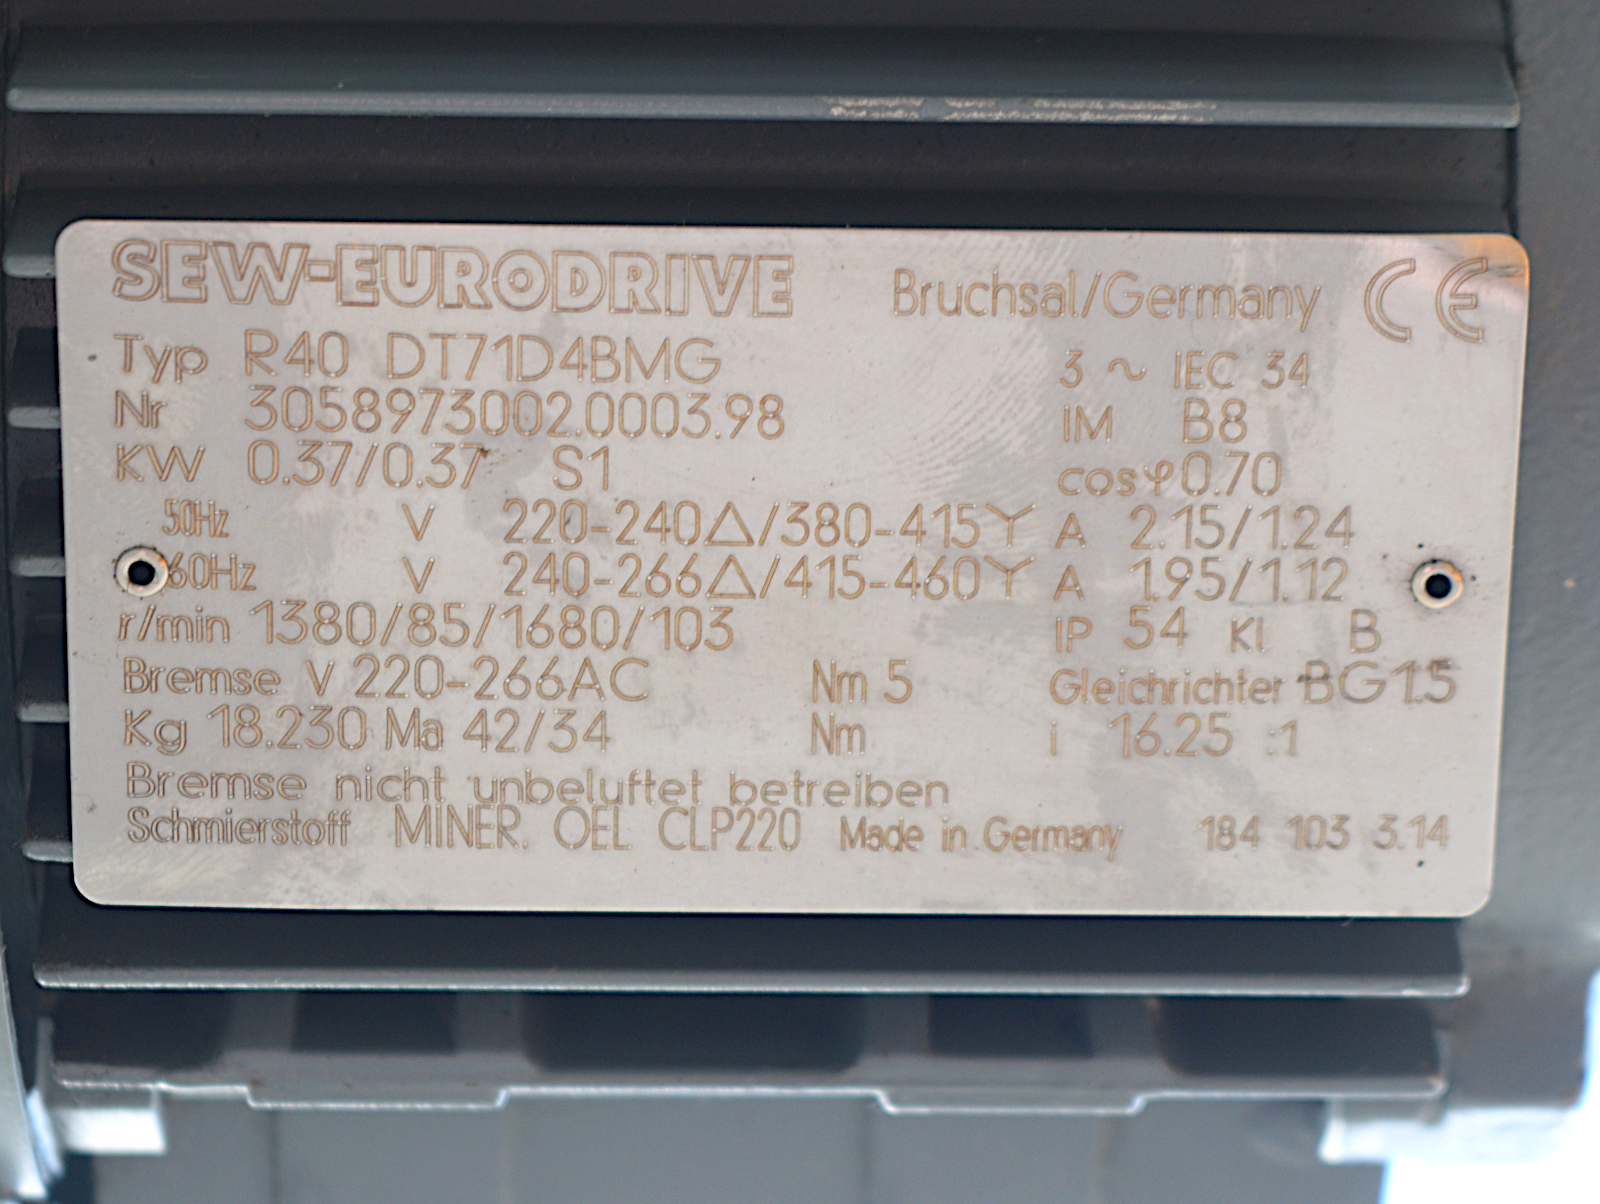 SEW-EURODRIVE Bruchsal/Germany CE
Typ R40 DT71D4BMG 3 ~ IEC 34
Nr 3058973002.0003.98 IM B8
KW 0.37/0.37 S1 cosφ 0.70
50Hz V 220-240△/380-415Y A 2.15/1.24
60Hz V 240-266△/415-460Y A 1.95/1.12
r/min 1380/85/1680/103 IP 54 Kl B
Bremse V 220-266AC Nm 5 Gleichrichter BG1.5
Kg 18.230 Ma 42/34 Nm i 16.25 :1
Bremse nicht unbeluftet betreiben
Schmierstoff MINER. OEL CLP220 Made in Germany 184 103 3.14